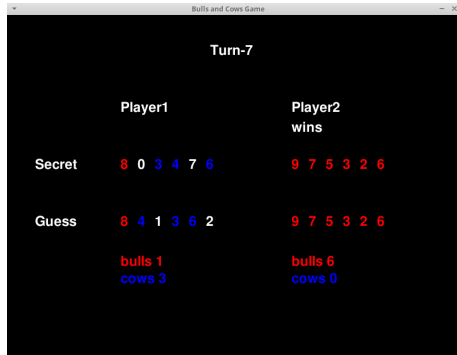 Bulls and Cows Game
Turn-7
Player1 Player2
wins
Secret 8 0 3 4 7 6 9 7 5 3 2 6
Guess 8 4 1 3 6 2 9 7 5 3 2 6
bulls 1 bulls 6
cows 3 cows 0